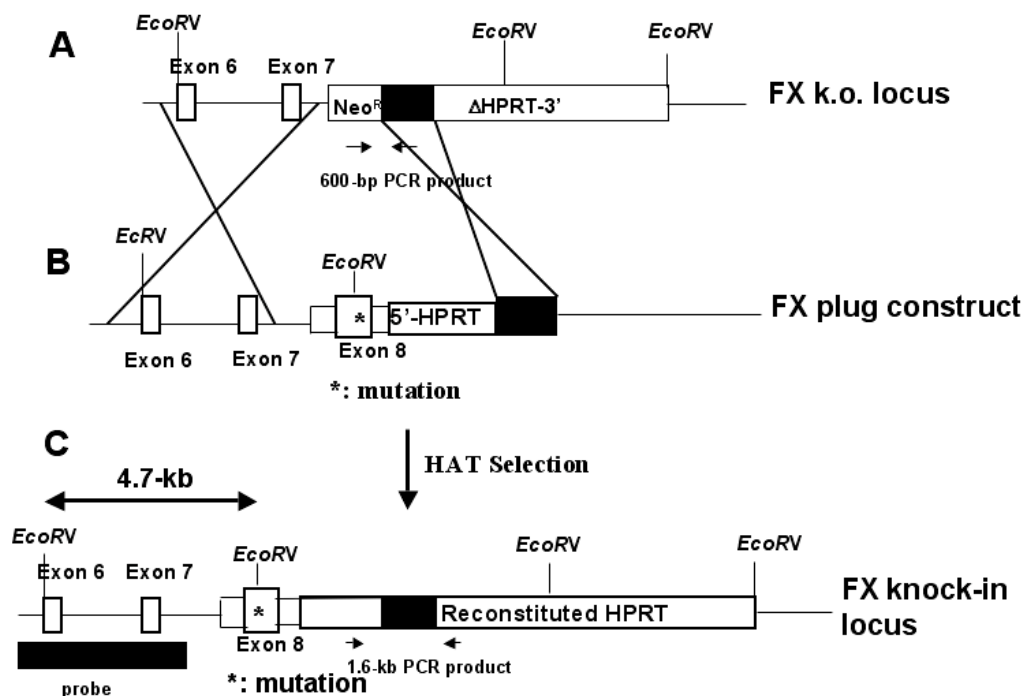 A
EcoRV
EcoRV
EcoRV
Exon 6
Exon 7
Neo^R
ΔHPRT-3'
FX k.o. locus
600-bp PCR product
B
EcRV
EcoRV
*
5'-HPRT
FX plug construct
Exon 6
Exon 7
Exon 8
*: mutation
C
4.7-kb
HAT Selection
EcoRV
EcoRV
EcoRV
EcoRV
Exon 6
Exon 7
*
Reconstituted HPRT
FX knock-in
locus
Exon 8
1.6-kb PCR product
probe
*: mutation